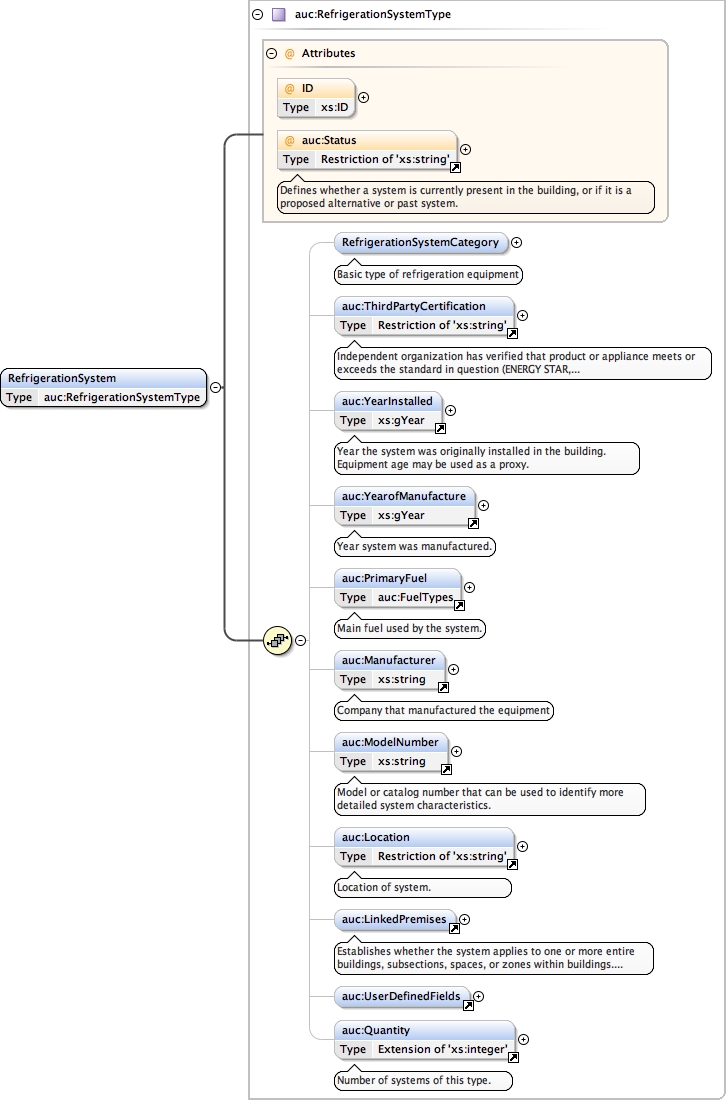 auc:RefrigerationSystemType
@ Attributes
@ ID
Type xs:ID
@ auc:Status
Type Restriction of 'xs:string'
Defines whether a system is currently present in the building, or if it is a
proposed alternative or past system.
RefrigerationSystemCategory
Basic type of refrigeration equipment
auc:ThirdPartyCertification
Type Restriction of 'xs:string'
Independent organization has verified that product or appliance meets or
exceeds the standard in question (ENERGY STAR,...
RefrigerationSystem
Type auc:RefrigerationSystemType
auc:YearInstalled
Type xs:gYear
Year the system was originally installed in the building.
Equipment age may be used as a proxy.
auc:YearofManufacture
Type xs:gYear
Year system was manufactured.
auc:PrimaryFuel
Type auc:FuelTypes
Main fuel used by the system.
auc:Manufacturer
Type xs:string
Company that manufactured the equipment
auc:ModelNumber
Type xs:string
Model or catalog number that can be used to identify more
detailed system characteristics.
auc:Location
Type Restriction of 'xs:string'
Location of system.
auc:LinkedPremises
Establishes whether the system applies to one or more entire
buildings, subsections, spaces, or zones within buildings....
auc:UserDefinedFields
auc:Quantity
Type Extension of 'xs:integer'
Number of systems of this type.